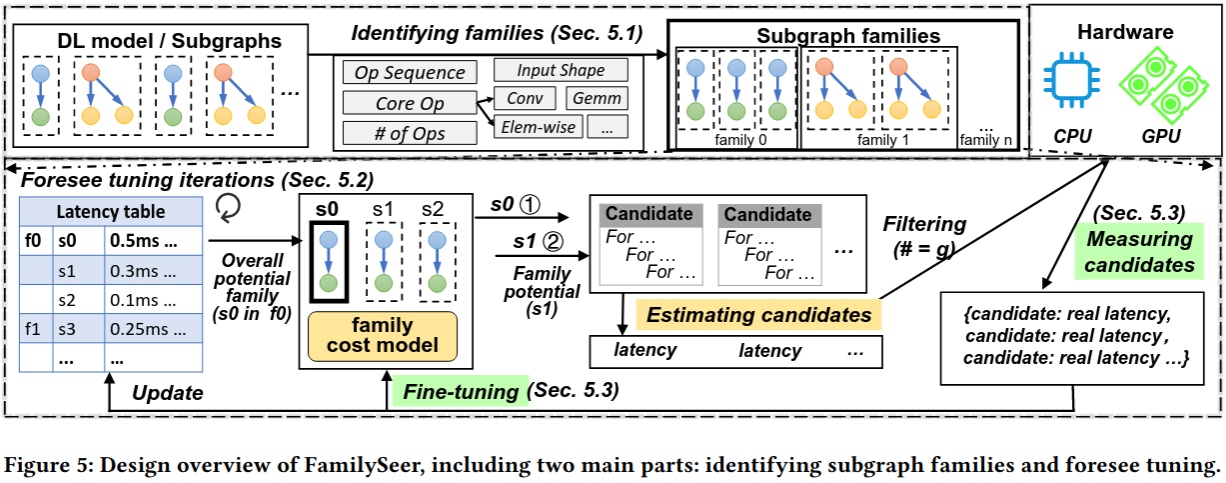 DL model / Subgraphs
...
Identifying families (Sec. 5.1)
Op Sequence
Core Op
# of Ops
Input Shape
Conv
Gemm
Elem-wise
...
Subgraph families
family 0
family 1
...
family n
Hardware
CPU
GPU
Foresee tuning iterations (Sec. 5.2)
Latency table
f0 s0 0.5ms ...
s1 0.3ms ...
s2 0.1ms ...
f1 s3 0.25ms ...
... ...
Overall
potential
family
(s0 in f0)
s0 s1 s2
family
cost model
s0 ①
s1 ②
Family
potential
(s1)
Candidate
For ...
For ...
For ...
Candidate
For ...
For ...
For ...
...
Estimating candidates
latency latency ...
Filtering
(# = g)
(Sec. 5.3)
Measuring
candidates
{candidate: real latency,
candidate: real latency,
candidate: real latency ...}
Update
Fine-tuning (Sec. 5.3)
Figure 5: Design overview of FamilySeer, including two main parts: identifying subgraph families and foresee tuning.